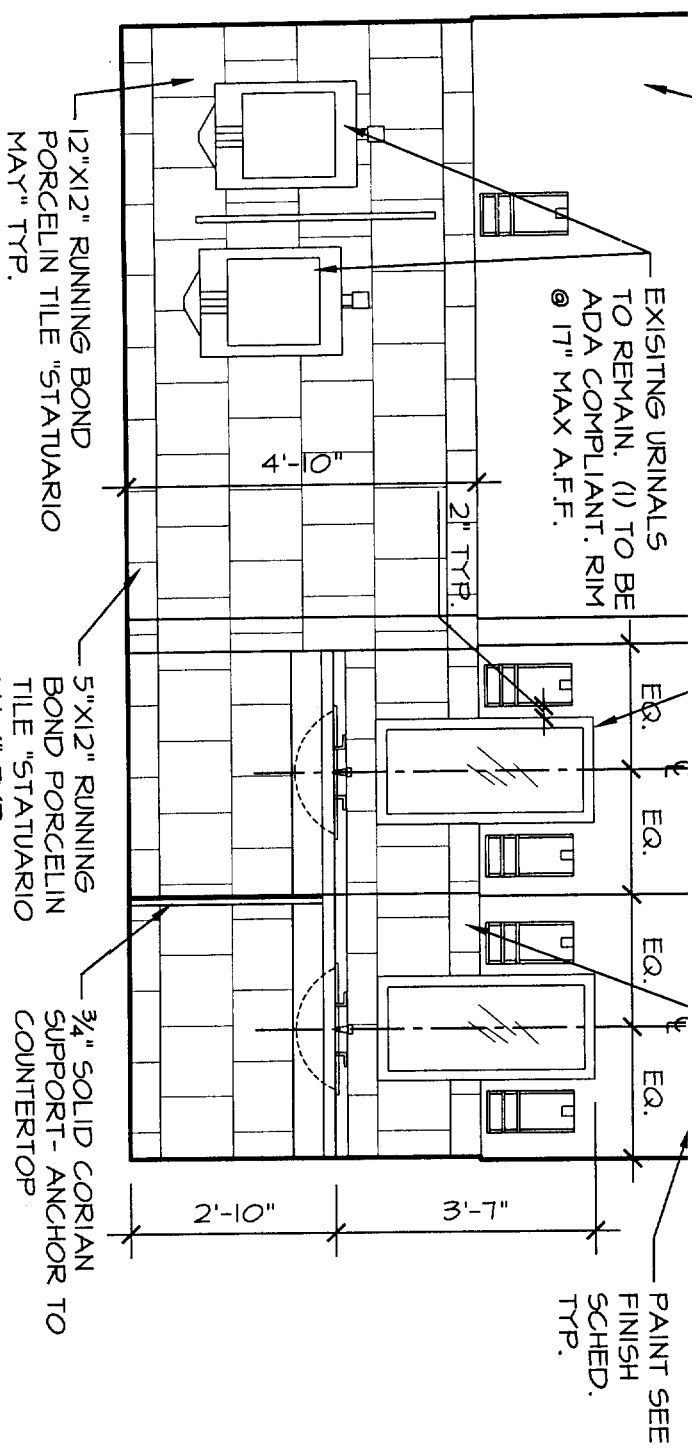 EXISITNG URINALS
TO REMAIN. (1) TO BE
ADA COMPLIANT. RIM
@ 17" MAX A.F.F.
EQ.
EQ.
EQ.
EQ.
PAINT SEE
FINISH
SCHED.
TYP.
4'-10"
2" TYP.
2'-10"
3'-7"
12"X12" RUNNING BOND
PORCELIN TILE "STATUARIO
MAY" TYP.
5"X12" RUNNING
BOND PORCELIN
TILE "STATUARIO
3/4" SOLID CORIAN
SUPPORT- ANCHOR TO
COUNTERTOP